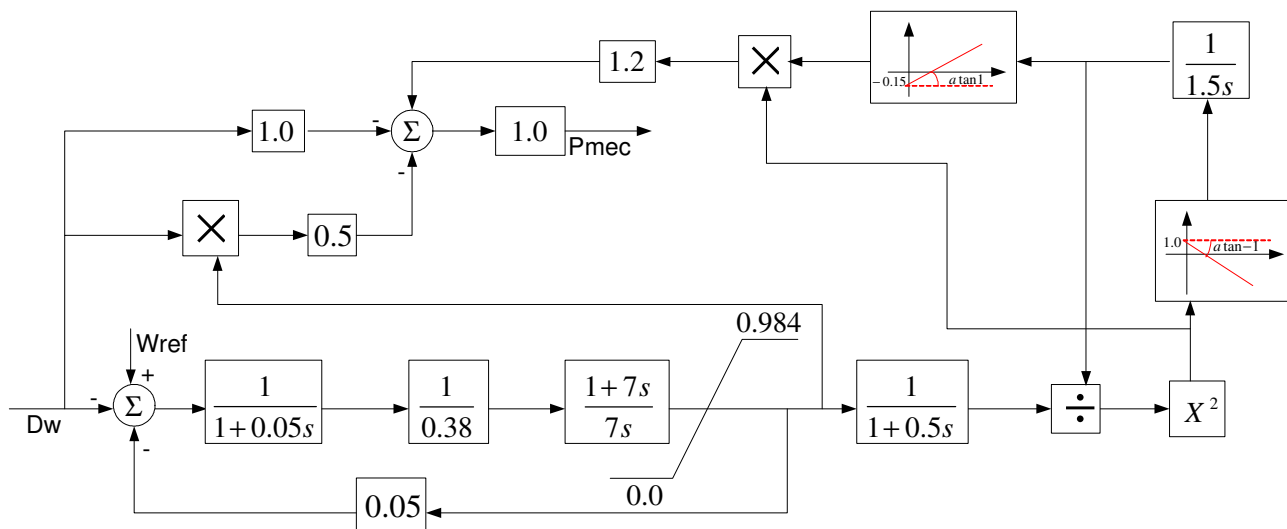 1.2
×
- 0.15
a tan1
1
1.5s
1.0
-
Σ
1.0
Pmec
-
×
0.5
1.0
a tan−1
0.984
Wref
+
-
Σ
Dw
-
1
1+0.05s
1
0.38
1+7s
7s
1
1+0.5s
÷
X²
0.0
0.05